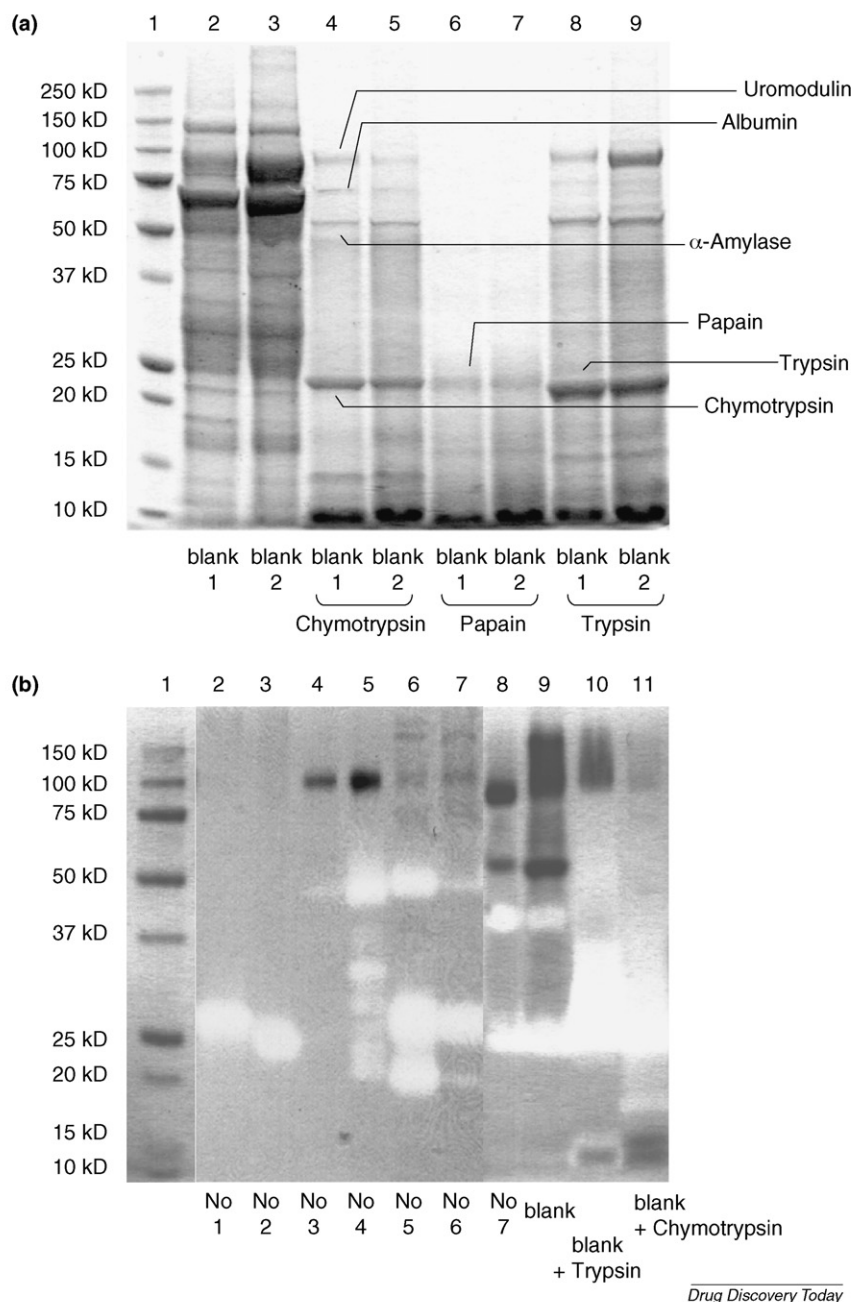 (a)
1 2 3 4 5 6 7 8 9
250 kD
150 kD
100 kD
75 kD
50 kD
37 kD
25 kD
20 kD
15 kD
10 kD
Uromodulin
Albumin
α-Amylase
Papain
Trypsin
Chymotrypsin
blank blank blank blank blank blank blank blank
1 2 1 2 1 2 1 2
Chymotrypsin Papain Trypsin
(b)
1 2 3 4 5 6 7 8 9 10 11
150 kD
100 kD
75 kD
50 kD
37 kD
25 kD
20 kD
15 kD
10 kD
No No No No No No No blank blank
1 2 3 4 5 6 7 + Chymotrypsin
blank
+ Trypsin
Drug Discovery Today